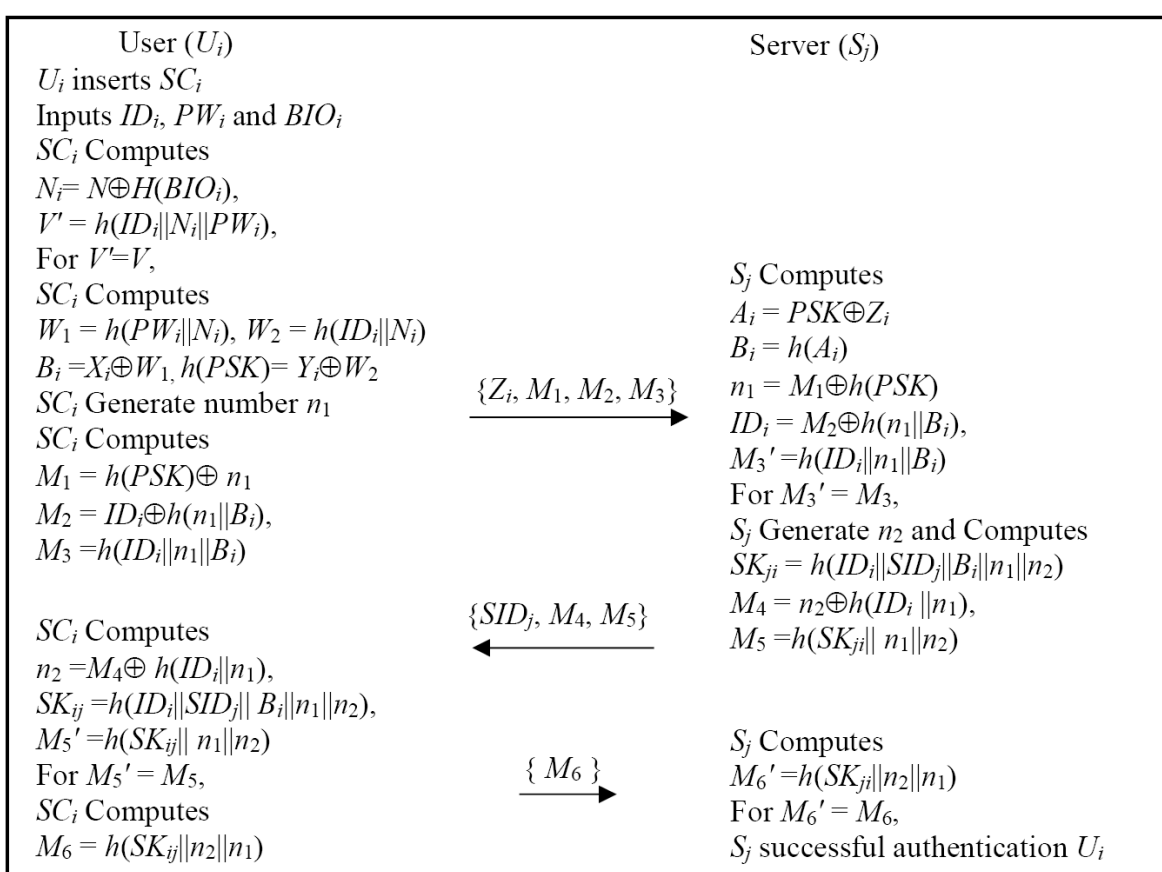 User (Ui)
Ui inserts SCi
Inputs IDi, PWi and BIOi
SCi Computes
Ni= N⊕H(BIOi),
V' = h(IDi||Ni||PWi),
For V'=V,
SCi Computes
W1 = h(PWi||Ni), W2 = h(IDi||Ni)
Bi =Xi⊕W1, h(PSK)= Yi⊕W2
SCi Generate number n1
SCi Computes
M1 = h(PSK)⊕ n1
M2 = IDi⊕h(n1||Bi),
M3 =h(IDi||n1||Bi)
{Zi, M1, M2, M3}
Server (Sj)
Sj Computes
Ai = PSK⊕Zi
Bi = h(Ai)
n1 = M1⊕h(PSK)
IDi = M2⊕h(n1||Bi),
M3' =h(IDi||n1||Bi)
For M3' = M3,
Sj Generate n2 and Computes
SKji = h(IDi||SIDj||Bi||n1||n2)
M4 = n2⊕h(IDi ||n1),
M5 =h(SKji|| n1||n2)
{SIDj, M4, M5}
SCi Computes
n2 =M4⊕ h(IDi||n1),
SKij =h(IDi||SIDj|| Bi||n1||n2),
M5' =h(SKij|| n1||n2)
For M5' = M5,
SCi Computes
M6 = h(SKij||n2||n1)
{ M6 }
Sj Computes
M6' =h(SKji||n2||n1)
For M6' = M6,
Sj successful authentication Ui